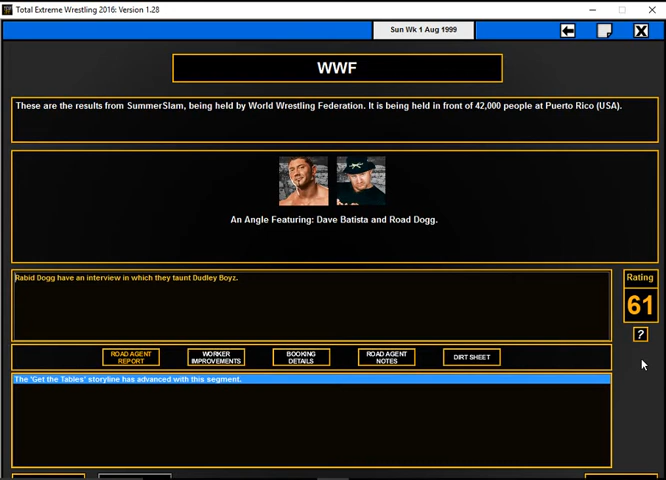 Total Extreme Wrestling 2016: Version 1.28
Sun Wk 1 Aug 1999
WWF
These are the results from SummerSlam, being held by World Wrestling Federation. It is being held in front of 42,000 people at Puerto Rico (USA).
An Angle Featuring: Dave Batista and Road Dogg.
Rabid Dogg have an interview in which they taunt Dudley Boyz.
Rating
61
?
ROAD AGENT REPORT
WORKER IMPROVEMENTS
BOOKING DETAILS
ROAD AGENT NOTES
DIRT SHEET
The 'Get the Tables' storyline has advanced with this segment.